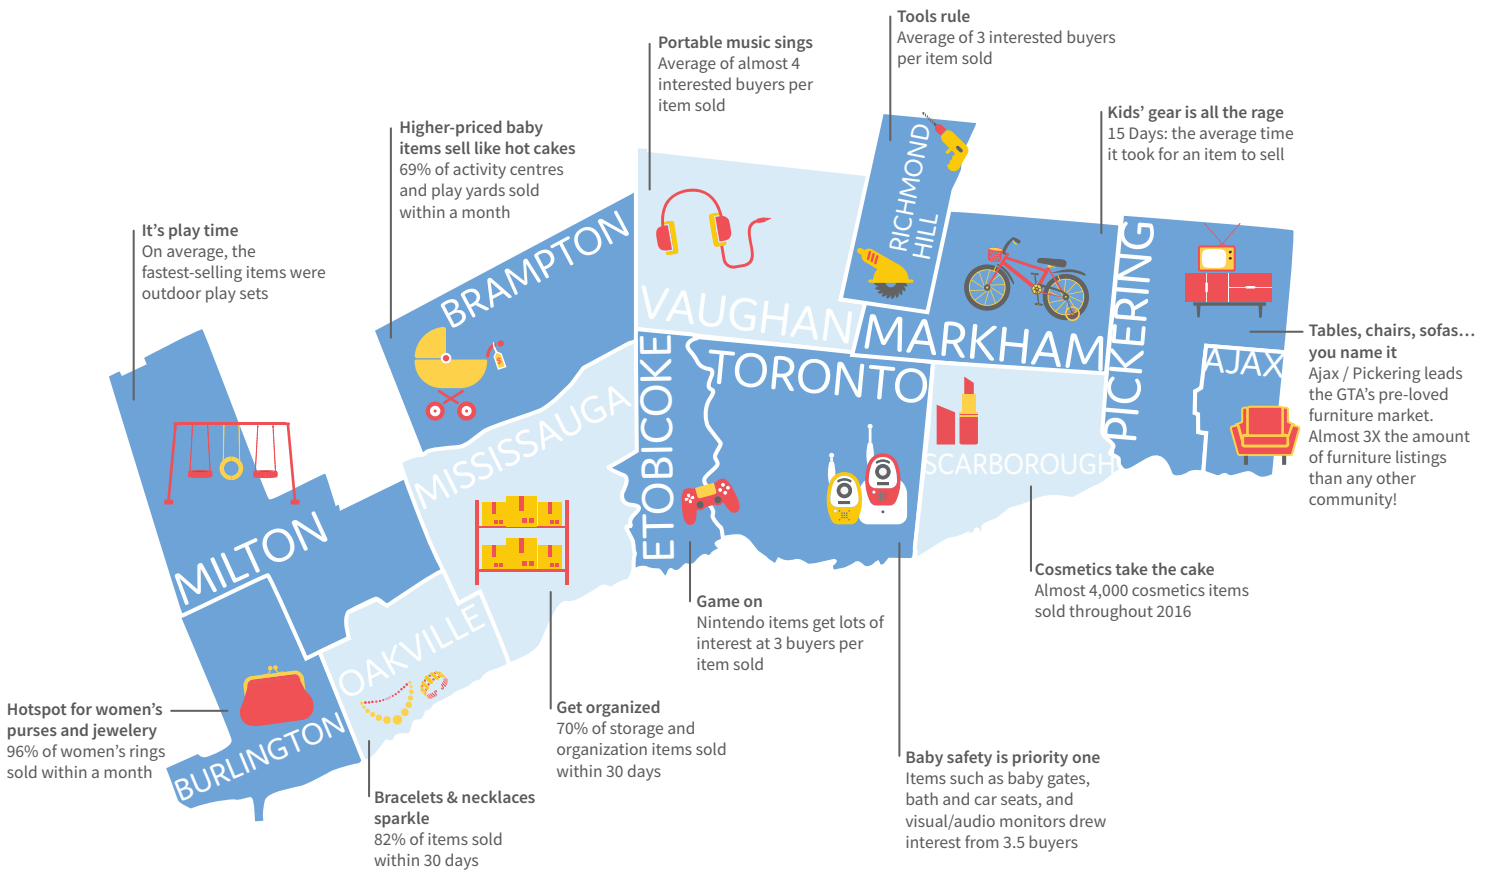 Tools rule
Average of 3 interested buyers
per item sold
Portable music sings
Average of almost 4
interested buyers per
item sold
Kids’ gear is all the rage
15 Days: the average time
it took for an item to sell
Higher-priced baby
items sell like hot cakes
69% of activity centres
and play yards sold
within a month
It’s play time
On average, the
fastest-selling items were
outdoor play sets
RICHMOND
HILL
BRAMPTON
VAUGHAN
MARKHAM
PICKERING
AJAX
Tables, chairs, sofas…
you name it
Ajax / Pickering leads
the GTA’s pre-loved
furniture market.
Almost 3X the amount
of furniture listings
than any other
community!
MISSISSAUGA
ETOBICOKE
TORONTO
SCARBOROUGH
MILTON
OAKVILLE
BURLINGTON
Cosmetics take the cake
Almost 4,000 cosmetics items
sold throughout 2016
Game on
Nintendo items get lots of
interest at 3 buyers per
item sold
Hotspot for women’s
purses and jewelery
96% of women’s rings
sold within a month
Get organized
70% of storage and
organization items sold
within 30 days
Baby safety is priority one
Items such as baby gates,
bath and car seats, and
visual/audio monitors drew
interest from 3.5 buyers
Bracelets & necklaces
sparkle
82% of items sold
within 30 days